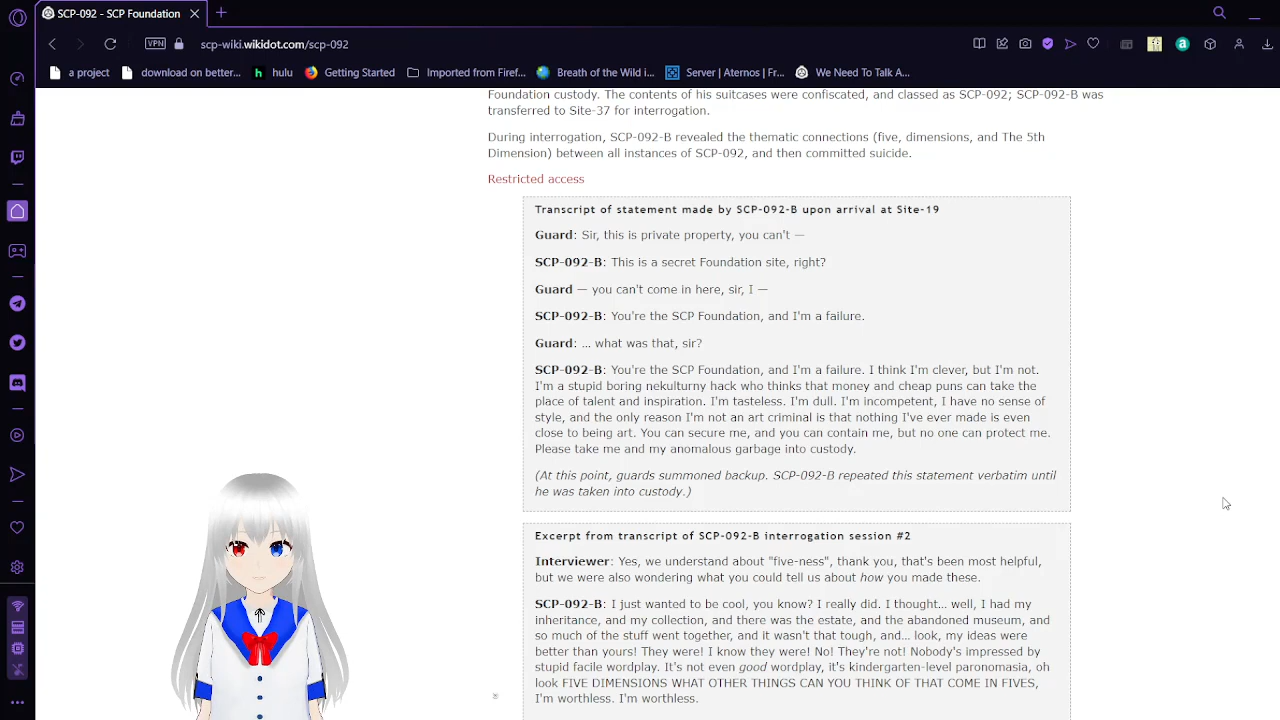 SCP-092 - SCP Foundation
VPN
scp-wiki.wikidot.com/scp-092
a project
download on better...
hulu
Getting Started
Imported from Firef...
Breath of the Wild i...
Server | Aternos | Fr...
We Need To Talk A...
Foundation custody. The contents of his suitcases were confiscated, and classed as SCP-092; SCP-092-B was
transferred to Site-37 for interrogation.
During interrogation, SCP-092-B revealed the thematic connections (five, dimensions, and The 5th
Dimension) between all instances of SCP-092, and then committed suicide.
Restricted access
Transcript of statement made by SCP-092-B upon arrival at Site-19
Guard: Sir, this is private property, you can't —
SCP-092-B: This is a secret Foundation site, right?
Guard — you can't come in here, sir, I —
SCP-092-B: You're the SCP Foundation, and I'm a failure.
Guard: ... what was that, sir?
SCP-092-B: You're the SCP Foundation, and I'm a failure. I think I'm clever, but I'm not.
I'm a stupid boring nekulturny hack who thinks that money and cheap puns can take the
place of talent and inspiration. I'm tasteless. I'm dull. I'm incompetent, I have no sense of
style, and the only reason I'm not an art criminal is that nothing I've ever made is even
close to being art. You can secure me, and you can contain me, but no one can protect me.
Please take me and my anomalous garbage into custody.
(At this point, guards summoned backup. SCP-092-B repeated this statement verbatim until
he was taken into custody.)
Excerpt from transcript of SCP-092-B interrogation session #2
Interviewer: Yes, we understand about "five-ness", thank you, that's been most helpful,
but we were also wondering what you could tell us about how you made these.
SCP-092-B: I just wanted to be cool, you know? I really did. I thought... well, I had my
inheritance, and my collection, and there was the estate, and the abandoned museum, and
so much of the stuff went together, and it wasn't that tough, and... look, my ideas were
better than yours! They were! I know they were! No! They're not! Nobody's impressed by
stupid facile wordplay. It's not even good wordplay, it's kindergarten-level paronomasia, oh
look FIVE DIMENSIONS WHAT OTHER THINGS CAN YOU THINK OF THAT COME IN FIVES,
I'm worthless. I'm worthless.